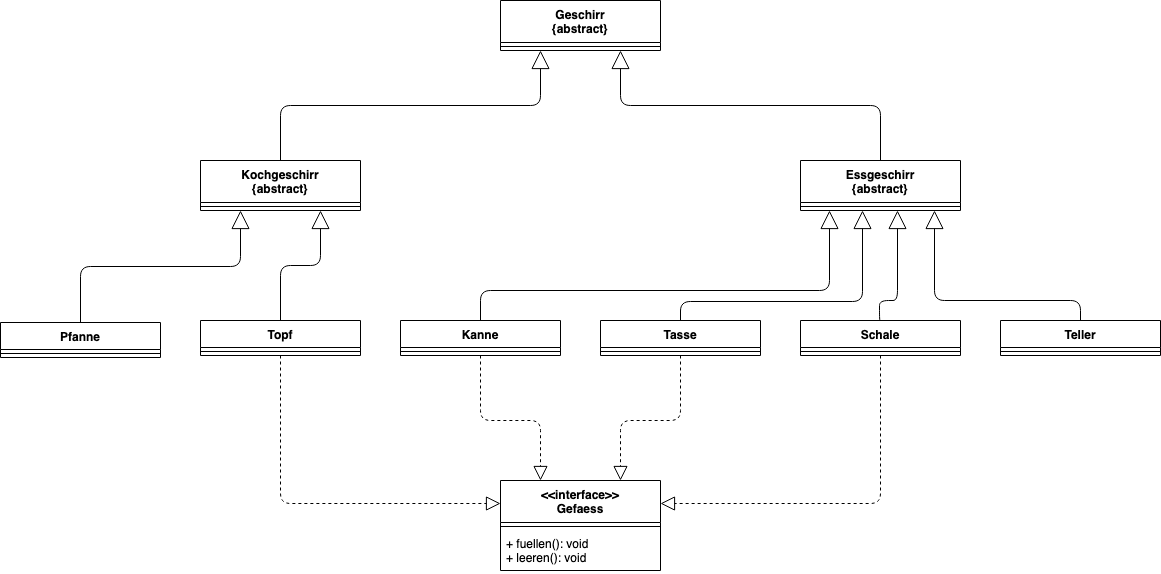 Geschirr
{abstract}
Kochgeschirr
{abstract}
Essgeschirr
{abstract}
Pfanne
Topf
Kanne
Tasse
Schale
Teller
<<interface>>
Gefaess
+ fuellen(): void
+ leeren(): void